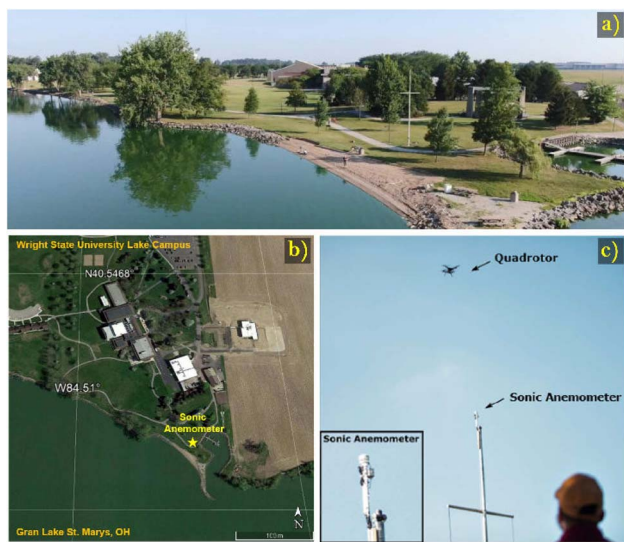 a)
Wright State University Lake Campus
b)
N40.5468°
W84.51°
Sonic
Anemometer
Gran Lake St. Marys, OH
100 m
N
c)
Quadrotor
Sonic Anemometer
Sonic Anemometer